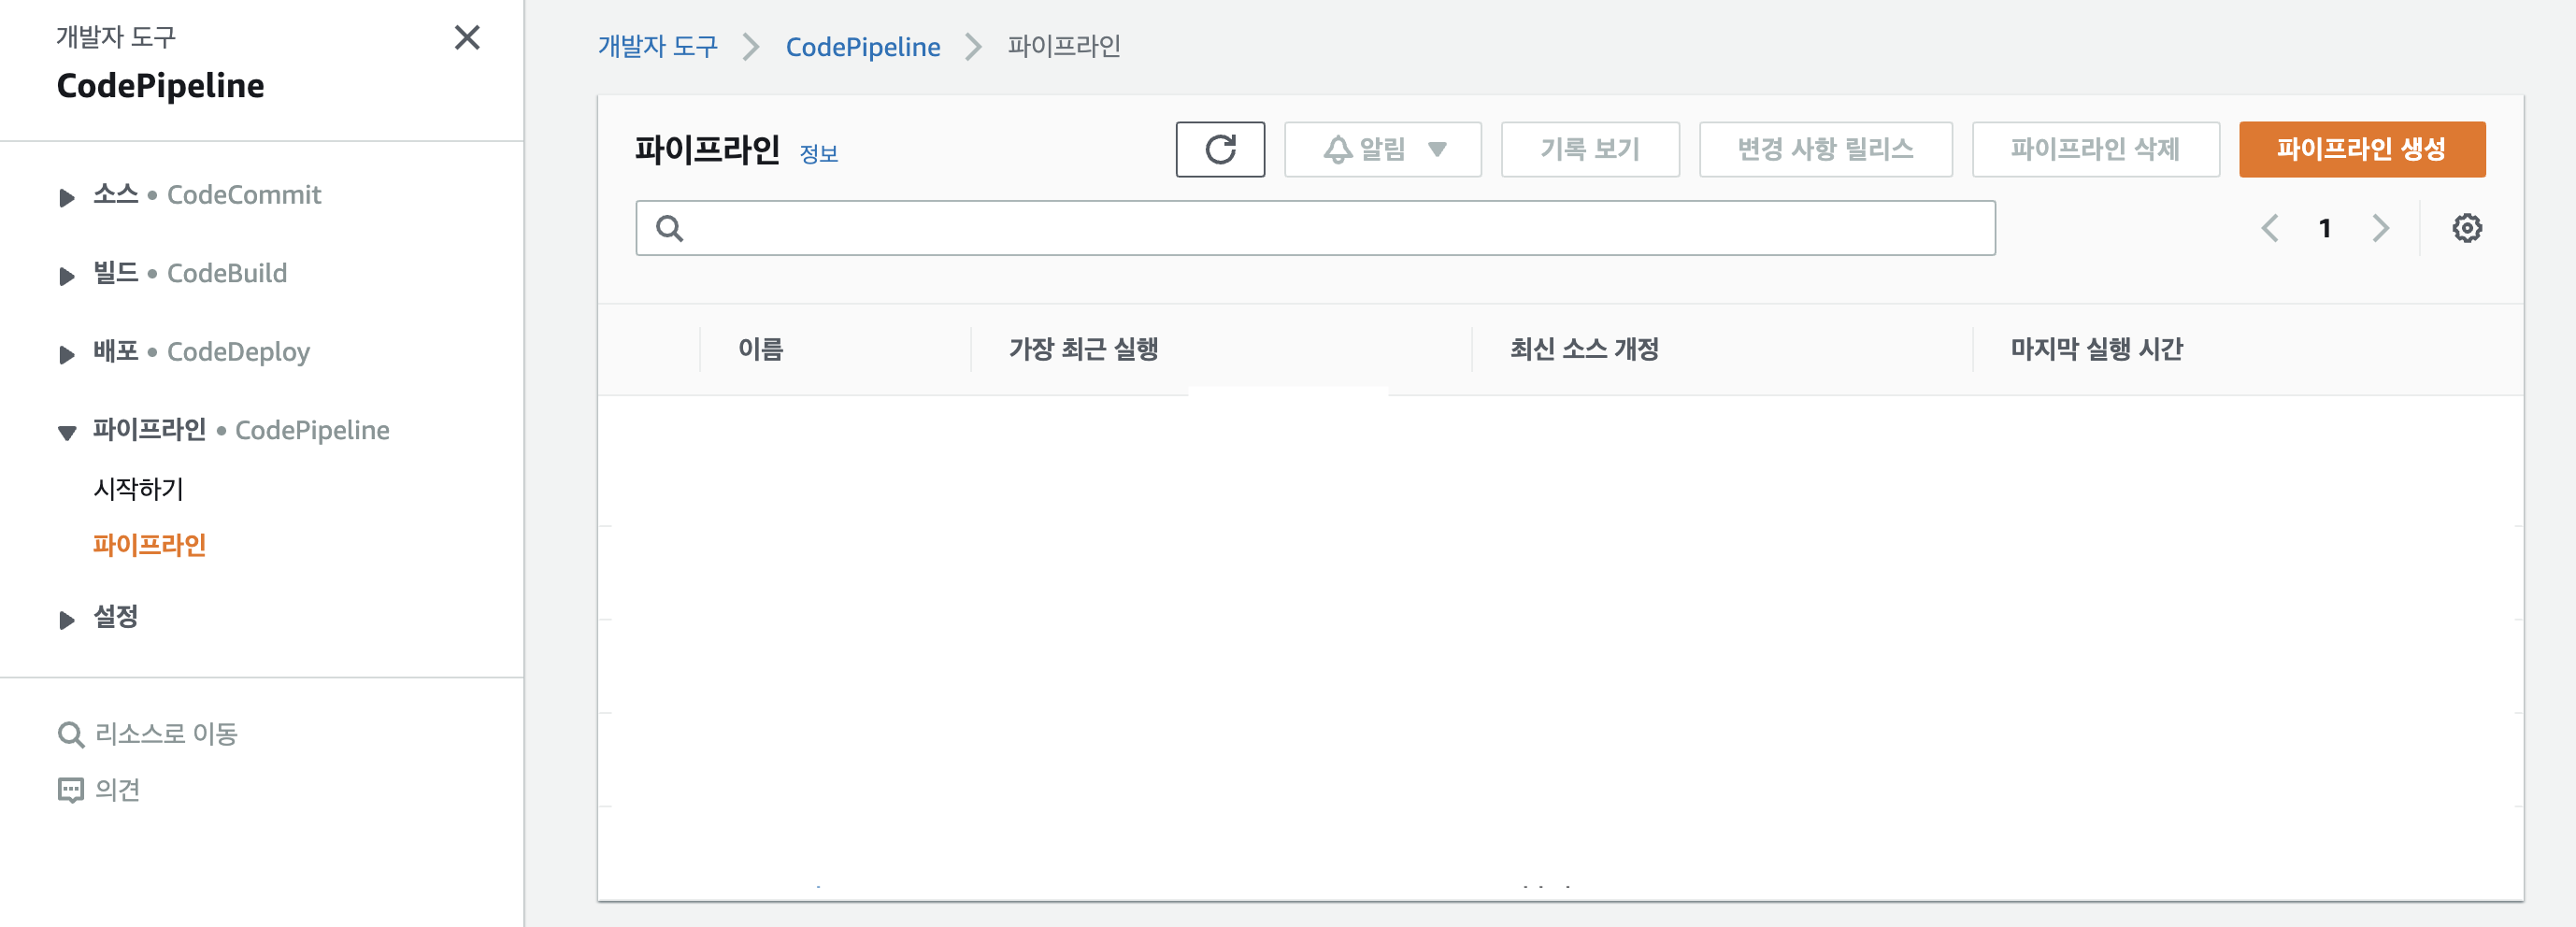 개발자 도구
CodePipeline
소스 • CodeCommit
빌드 • CodeBuild
배포 • CodeDeploy
파이프라인 • CodePipeline
시작하기
파이프라인
설정
리소스로 이동
의견
개발자 도구 > CodePipeline > 파이프라인
파이프라인 정보 알림 기록 보기 변경 사항 릴리스 파이프라인 삭제 파이프라인 생성
1
이름 가장 최근 실행 최신 소스 개정 마지막 실행 시간